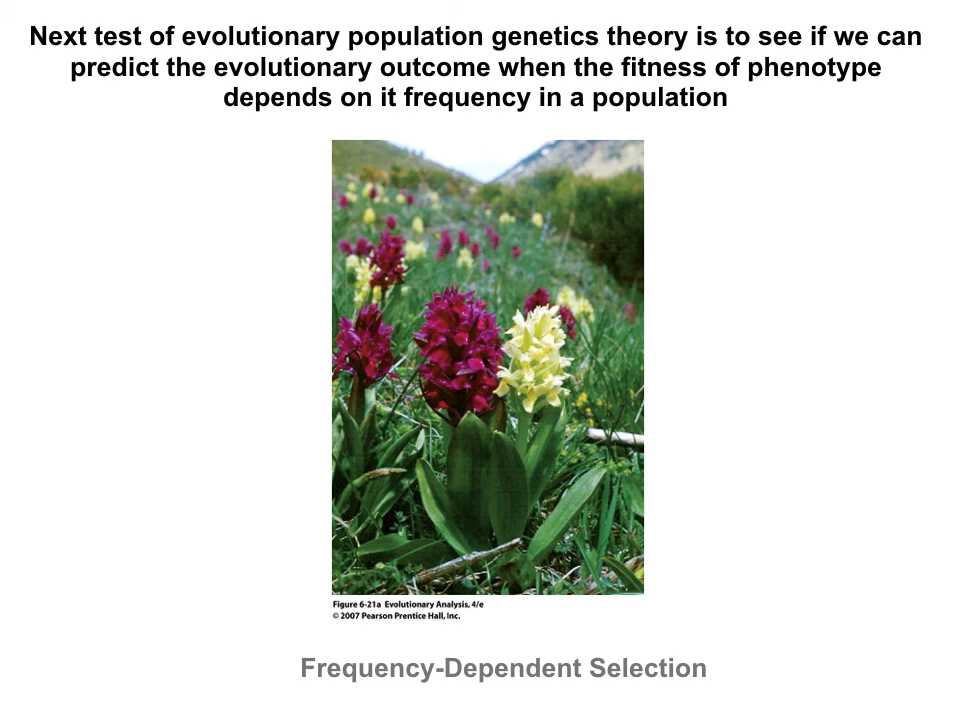 Next test of evolutionary population genetics theory is to see if we can
predict the evolutionary outcome when the fitness of phenotype
depends on it frequency in a population
Figure 6-21a Evolutionary Analysis, 4/e
© 2007 Pearson Prentice Hall, Inc.
Frequency-Dependent Selection